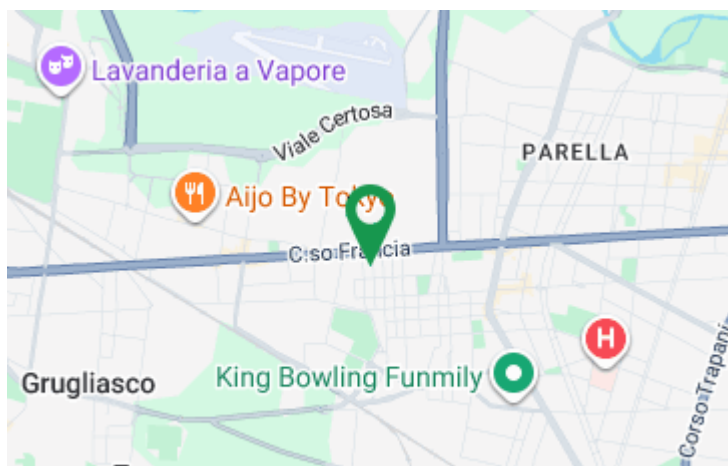 Lavanderia a Vapore
Viale Certosa
PARELLA
Aijo By Tokyo
C.so Francia
H
Grugliasco
King Bowling Funmily
Corso Trapani